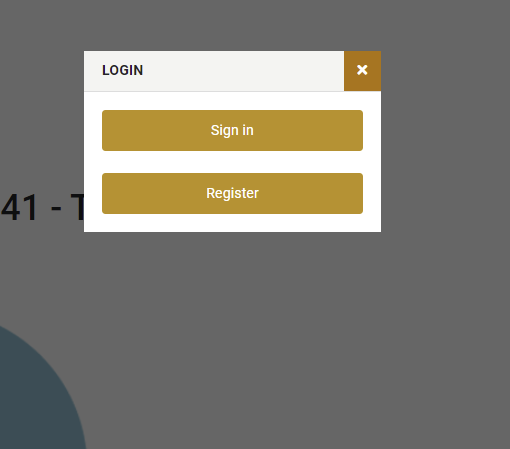 LOGIN
Sign in
Register
41 - T